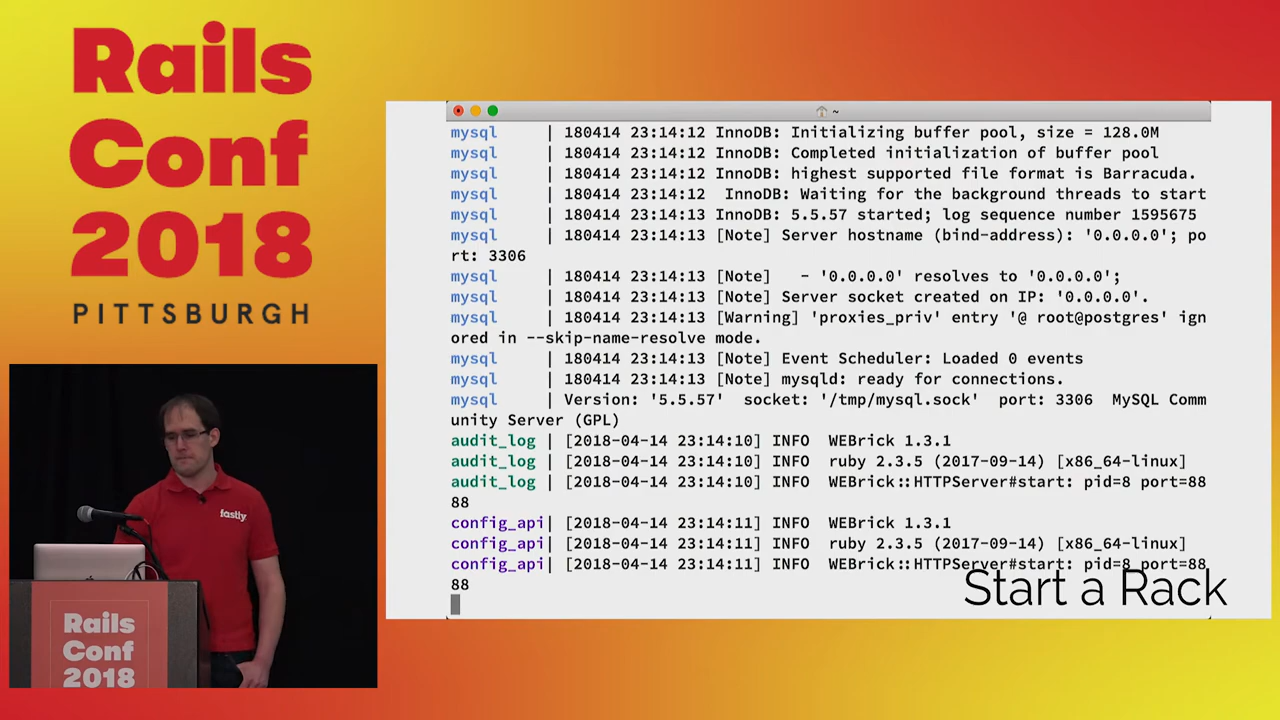 Rails
Conf
2018
PITTSBURGH
~
mysql | 180414 23:14:12 InnoDB: Initializing buffer pool, size = 128.0M
mysql | 180414 23:14:12 InnoDB: Completed initialization of buffer pool
mysql | 180414 23:14:12 InnoDB: highest supported file format is Barracuda.
mysql | 180414 23:14:12  InnoDB: Waiting for the background threads to start
mysql | 180414 23:14:13 InnoDB: 5.5.57 started; log sequence number 1595675
mysql | 180414 23:14:13 [Note] Server hostname (bind-address): '0.0.0.0'; po
rt: 3306
mysql | 180414 23:14:13 [Note]   - '0.0.0.0' resolves to '0.0.0.0';
mysql | 180414 23:14:13 [Note] Server socket created on IP: '0.0.0.0'.
mysql | 180414 23:14:13 [Warning] 'proxies_priv' entry '@ root@postgres' ign
ored in --skip-name-resolve mode.
mysql | 180414 23:14:13 [Note] Event Scheduler: Loaded 0 events
mysql | 180414 23:14:13 [Note] mysqld: ready for connections.
mysql | Version: '5.5.57'  socket: '/tmp/mysql.sock'  port: 3306  MySQL Comm
unity Server (GPL)
audit_log | [2018-04-14 23:14:10] INFO  WEBrick 1.3.1
audit_log | [2018-04-14 23:14:10] INFO  ruby 2.3.5 (2017-09-14) [x86_64-linux]
audit_log | [2018-04-14 23:14:10] INFO  WEBrick::HTTPServer#start: pid=8 port=88
88
config_api| [2018-04-14 23:14:11] INFO  WEBrick 1.3.1
config_api| [2018-04-14 23:14:11] INFO  ruby 2.3.5 (2017-09-14) [x86_64-linux]
config_api| [2018-04-14 23:14:11] INFO  WEBrick::HTTPServer#start: pid=8 port=88
88
Start a Rack
fastly
Rails
Conf
2018